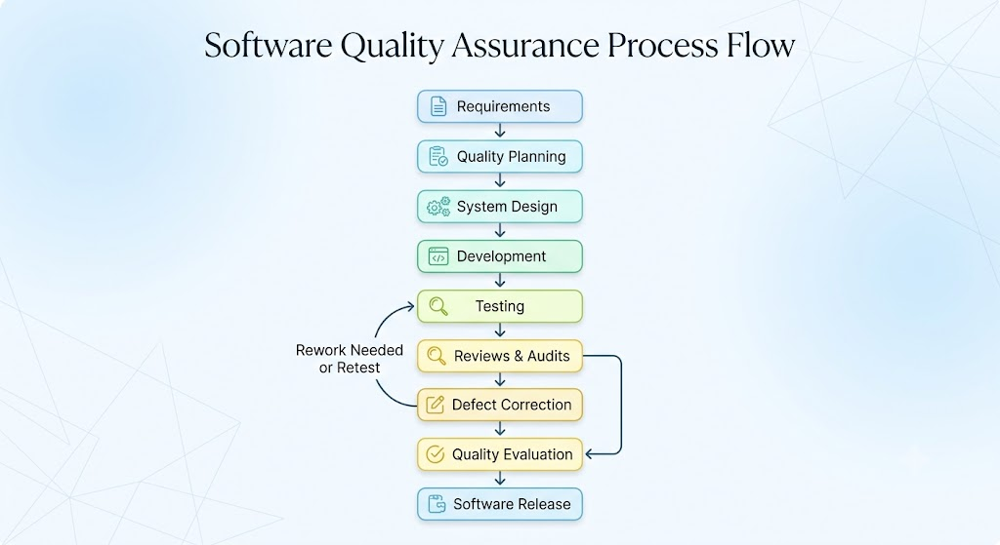 Software Quality Assurance Process Flow
Requirements
Quality Planning
System Design
</>
Development
Testing
Rework Needed
or Retest
Reviews & Audits
Defect Correction
Quality Evaluation
Software Release